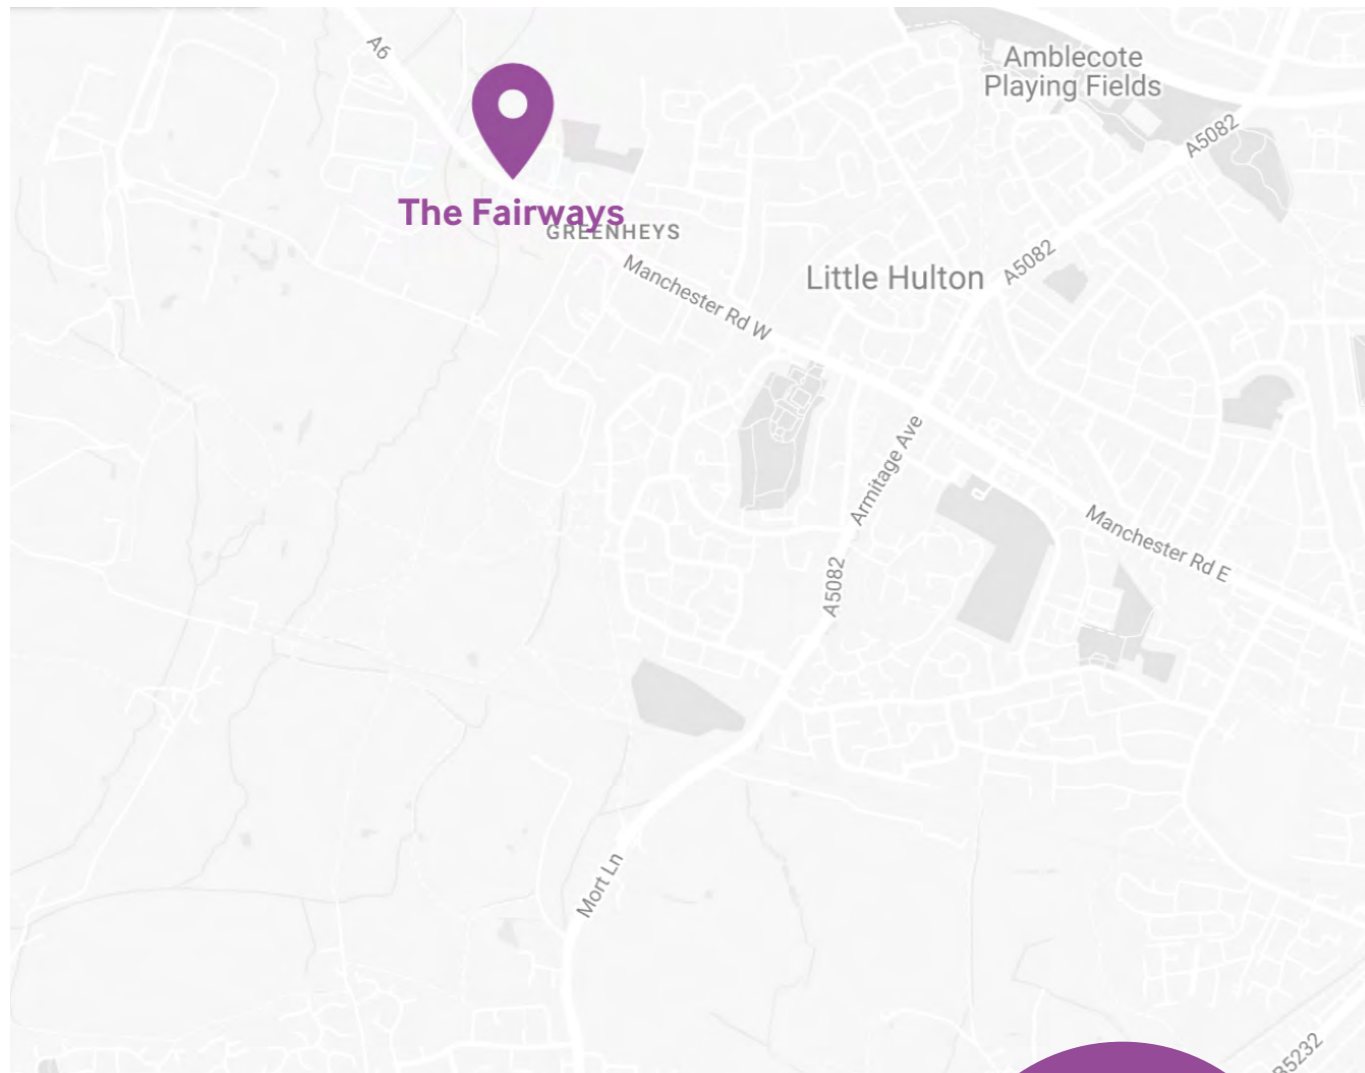 A6
Amblecote
Playing Fields
A5082
The Fairways
GREENHEYS
Manchester Rd W
Little Hulton
A5082
Armitage Ave
Manchester Rd E
A5082
Mort Ln
B5232